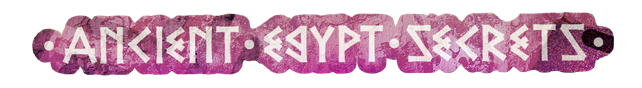 • ANCIENT • EGYPT • SECRETS •